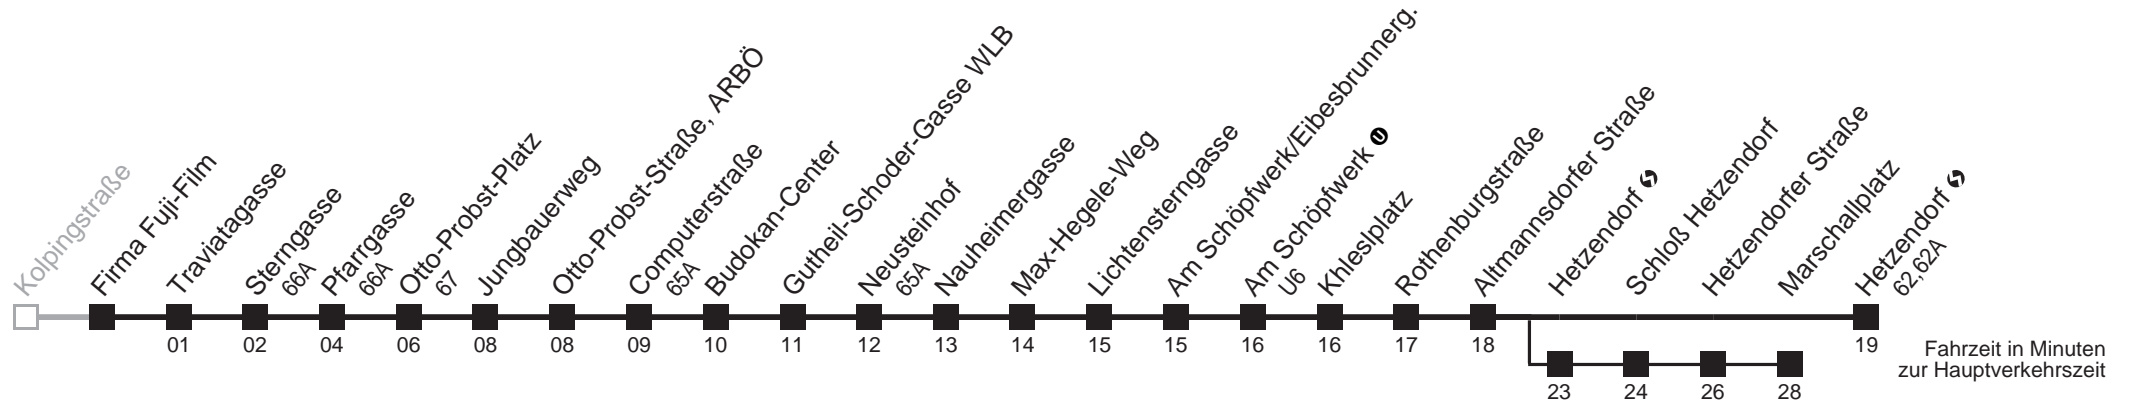 Kolpingstraße
Firma Fuji-Film
Traviatagasse
Sterngasse
66A
Pfarrgasse
66A
Otto-Probst-Platz
67
Jungbauerweg
Otto-Probst-Straße, ARBÖ
Computerstraße
65A
Budokan-Center
Gutheil-Schoder-Gasse WLB
Neusteinhof
65A
Nauheimergasse
Max-Hegele-Weg
Lichtensterngasse
Am Schöpfwerk/Eibesbrunnerg.
Am Schöpfwerk U
U6
Khleslplatz
Rothenburgstraße
Altmannsdorfer Straße
Hetzendorf
Schloß Hetzendorf
Hetzendorfer Straße
Marschallplatz
Hetzendorf
62,62A
01 02 04 06 08 08 09 10 11 12 13 14 15 15 16 16 17 18 19
23 24 26 28
Fahrzeit in Minuten
zur Hauptverkehrszeit